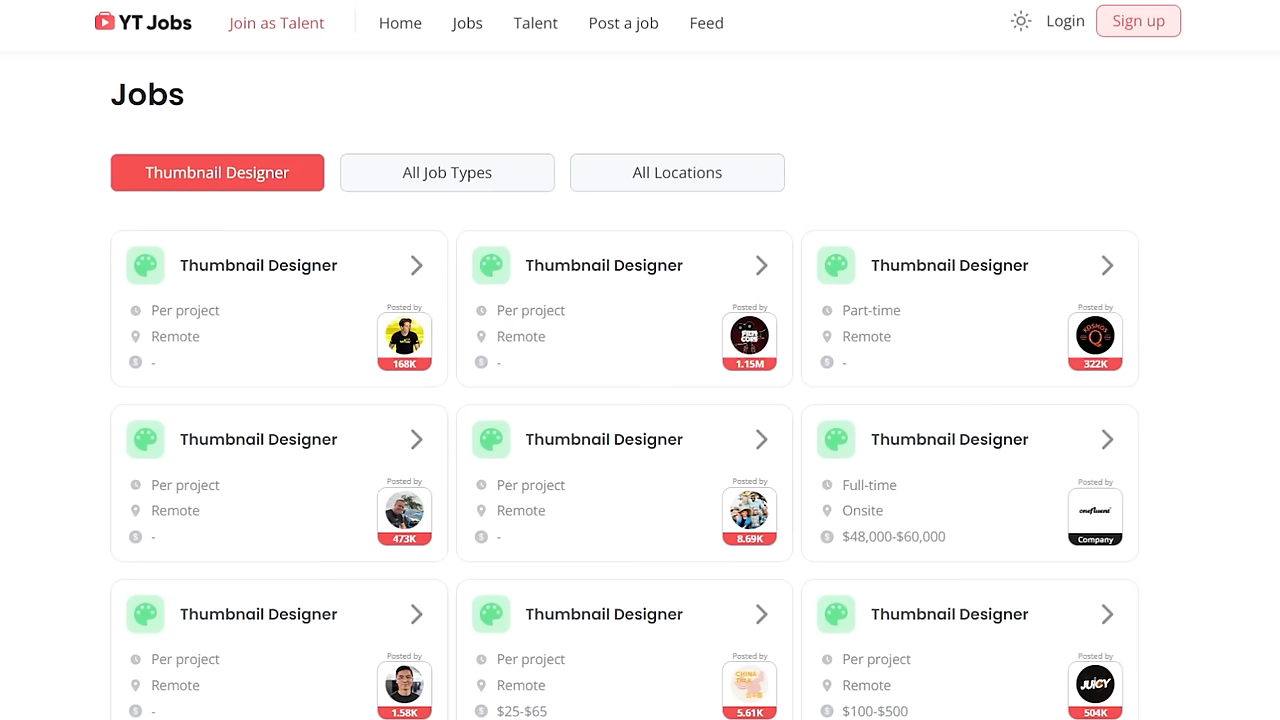 YT Jobs Join as Talent Home Jobs Talent Post a job Feed Login Sign up
Jobs
Thumbnail Designer All Job Types All Locations
Thumbnail Designer
Per project
Remote
-
Posted by
168K
Thumbnail Designer
Per project
Remote
-
Posted by
1.15M
Thumbnail Designer
Part-time
Remote
-
Posted by
KOSMOS
Q
322K
Thumbnail Designer
Per project
Remote
-
Posted by
473K
Thumbnail Designer
Per project
Remote
-
Posted by
8.69K
Thumbnail Designer
Full-time
Onsite
$48,000-$60,000
Posted by
onefluent
Company
Thumbnail Designer
Per project
Remote
-
Posted by
1.58K
Thumbnail Designer
Per project
Remote
$25-$65
Posted by
CHINA
TALK
5.61K
Thumbnail Designer
Per project
Remote
$100-$500
Posted by
JUICY
504K